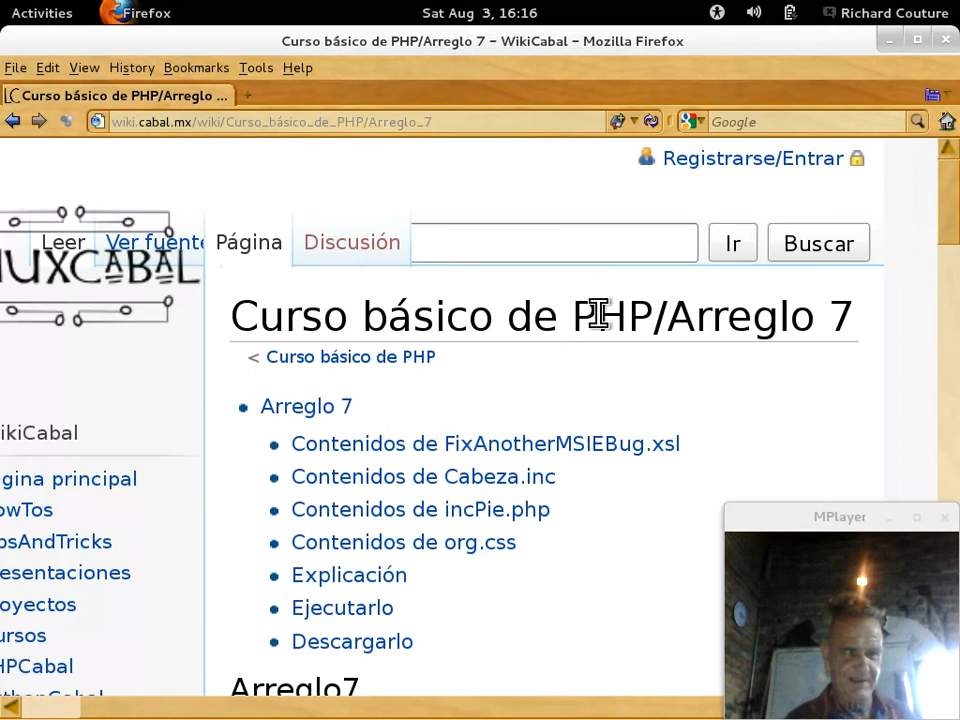 Activities Firefox Sat Aug 3, 16:16 Richard Couture
Curso básico de PHP/Arreglo 7 – WikiCabal – Mozilla Firefox
File Edit View History Bookmarks Tools Help
Curso básico de PHP/Arreglo ...
wiki.cabal.mx/wiki/Curso_básico_de_PHP/Arreglo_7 Google
Registrarse/Entrar
Leer Ver fuente Página Discusión Ir Buscar
UXCABAL
Curso básico de PHP/Arreglo 7
< Curso básico de PHP
Arreglo 7
Contenidos de FixAnotherMSIEBug.xsl
ikiCabal
Contenidos de Cabeza.inc
gina principal
owTos
Contenidos de incPie.php
psAndTricks
Contenidos de org.css
esentaciones
Explicación
oyectos
Ejecutarlo
ursos
Descargarlo
HPCabal
Arreglo7
MPlayer